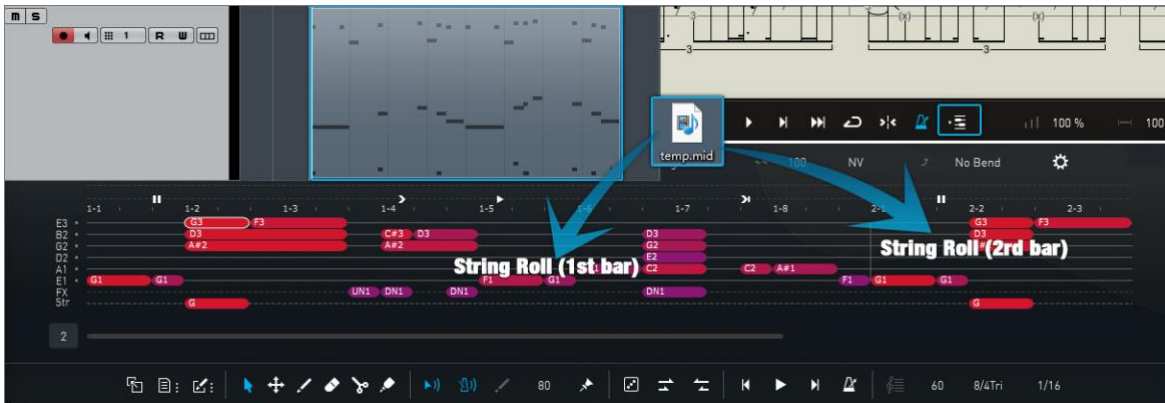 m s
1 R W
3 (x) (x)
3 3
temp.mid
100 %
100
100 NV No Bend
1-1 1-2 1-3 1-4 1-6 1-7 1-8 2-1 2-2 2-3
E3 G3 F3 G3 F3
B2 D3 C#3 D3 D3 D3
G2 A#2 A#2 G2
D2 E2
A1 C2 C2 A#1
E1 G1 G1 F1 G1 F1 G1 G1
FX UN1 DN1 DN1 DN1
Str G G
String Roll (1st bar)
String Roll (2rd bar)
2
80 60 8/4Tri 1/16